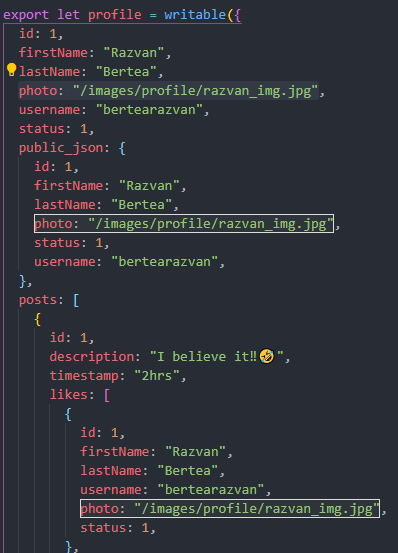 export let profile = writable({
id: 1,
firstName: "Razvan",
lastName: "Bertea",
photo: "/images/profile/razvan_img.jpg",
username: "bertearazvan",
status: 1,
public_json: {
id: 1,
firstName: "Razvan",
lastName: "Bertea",
photo: "/images/profile/razvan_img.jpg",
status: 1,
username: "bertearazvan",
},
posts: [
{
id: 1,
description: "I believe it‼🤣",
timestamp: "2hrs",
likes: [
{
id: 1,
firstName: "Razvan",
lastName: "Bertea",
username: "bertearazvan",
photo: "/images/profile/razvan_img.jpg",
status: 1,
},